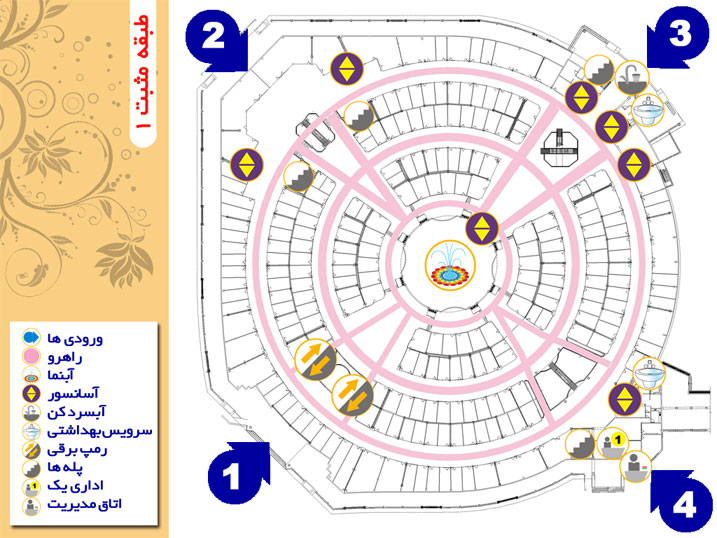 طبقه مثبت ۱
2
3
1
1
4
ورودی ها
راهرو
آبنما
آسانسور
آبسردکن
سرویس بهداشتی
رمپ برقی
پله ها
1
اداری یک
اتاق مدیریت